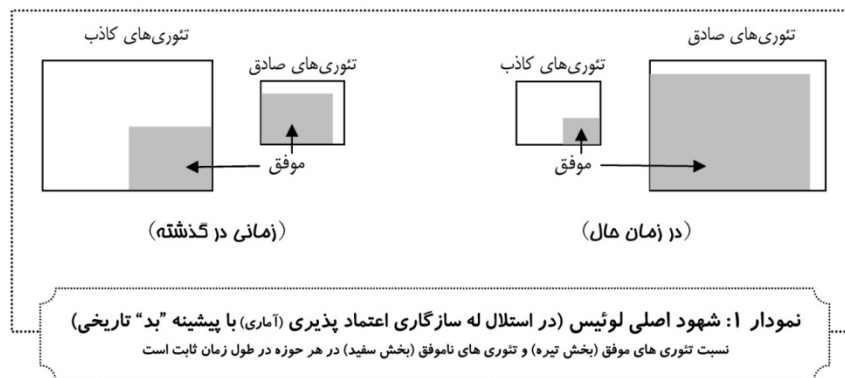 تئوری‌های صادق
تئوری‌های کاذب
موفق
(در زمان حال)
تئوری‌های کاذب
تئوری‌های صادق
موفق
(زمانی در گذشته)
نمودار ۱: شهود اصلی لوئیس (در استلال له سازگاری اعتماد پذیری (آماری) با پیشینه "بد" تاریخی)
نسبت تئوری های موفق (بخش تیره) و تئوری های ناموفق (بخش سفید) در هر حوزه در طول زمان ثابت است